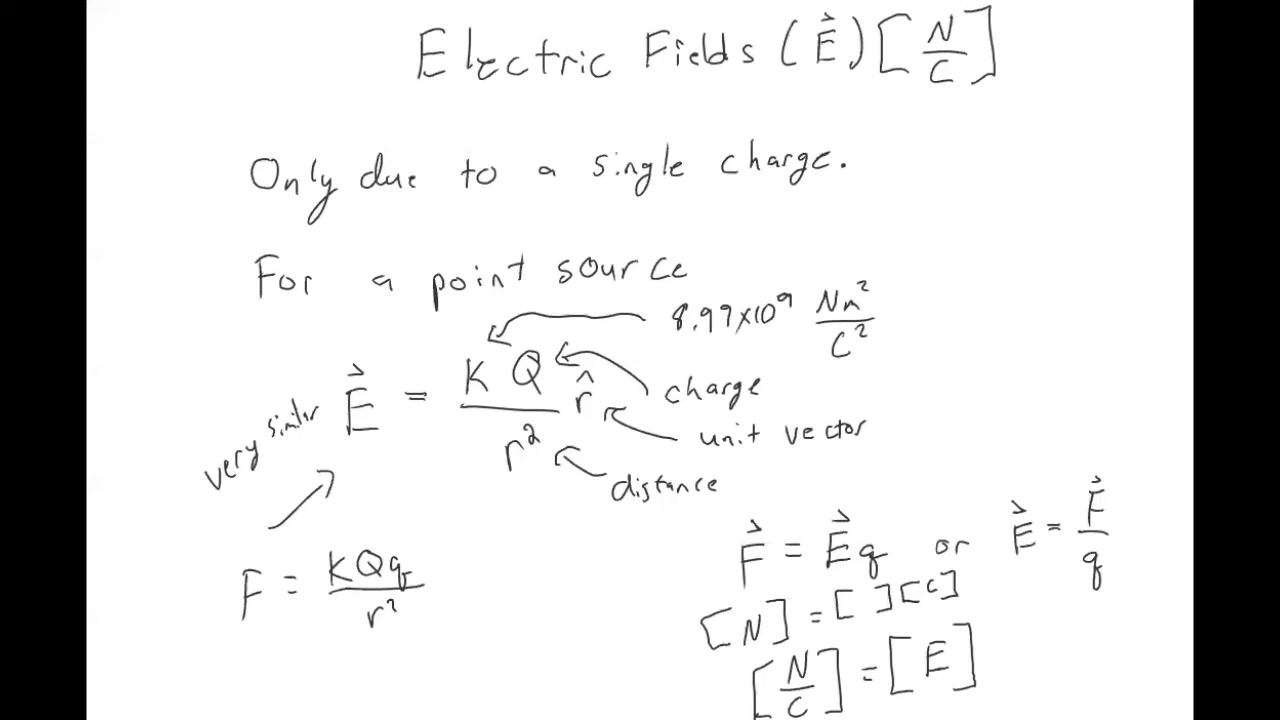 Electric Fields (E⃗) [N/C]
Only due to a single charge.
For a point source
8.99×10⁹ Nm²/C²
E⃗ = KQ/r² r̂
charge
unit vector
distance
very similar
F = KQq/r²
F⃗ = E⃗q or E⃗ = F⃗/q
[N] = [ ][C]
[N/C] = [E]